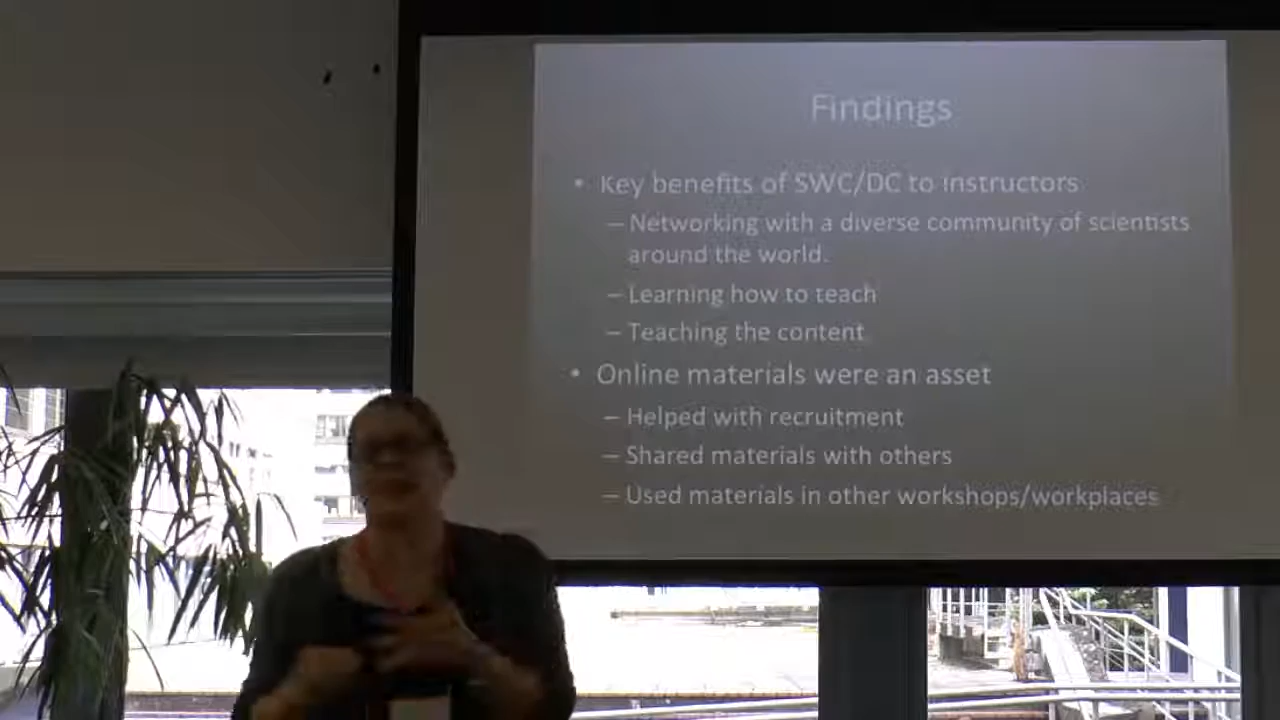 Findings
• Key benefits of SWC/DC to instructors
– Networking with a diverse community of scientists
around the world.
– Learning how to teach
– Teaching the content
• Online materials were an asset
– Helped with recruitment
– Shared materials with others
– Used materials in other workshops/workplaces